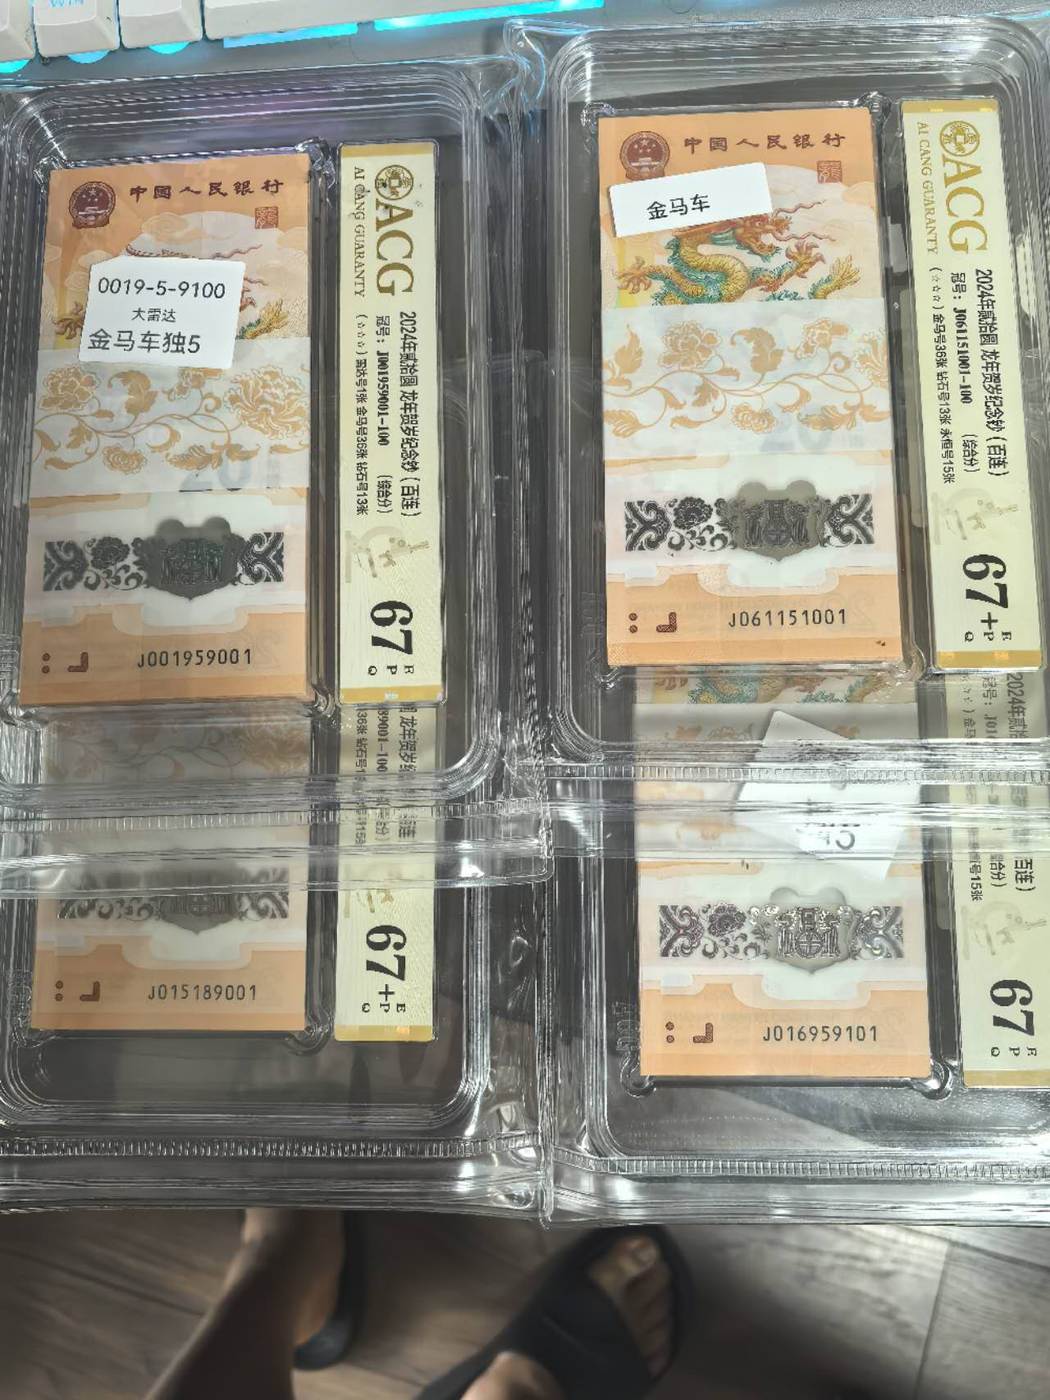 中国人民银行
0019-5-9100
大雷达
金马车独5
J001959001
ACG
AI CANG GUARANTY
2024年贰拾圆 龙年贺岁纪念钞（百连）
冠号：J001959001-100 （综合分）
（☆☆☆）雷达号1张 金马号36张 钻石号13张
67 E
P
Q
中国人民银行
金马车
J061151001
ACG
AI CANG GUARANTY
2024年贰拾圆 龙年贺岁纪念钞（百连）
冠号：J061151001-100 （综合分）
（☆☆☆）金马号36张 钻石号13张 永恒号15张
67+ E
P
Q
J015189001
67+ E
P
Q
J016959101
百连）
67 E
P
Q